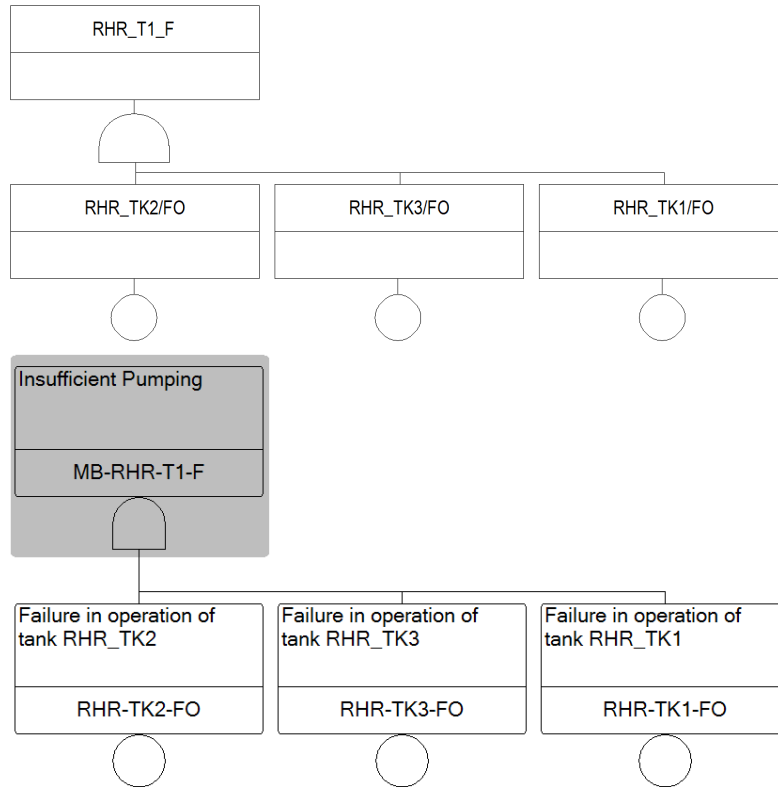 RHR_T1_F
RHR_TK2/FO
RHR_TK3/FO
RHR_TK1/FO
Insufficient Pumping
MB-RHR-T1-F
Failure in operation of
tank RHR_TK2
RHR-TK2-FO
Failure in operation of
tank RHR_TK3
RHR-TK3-FO
Failure in operation of
tank RHR_TK1
RHR-TK1-FO